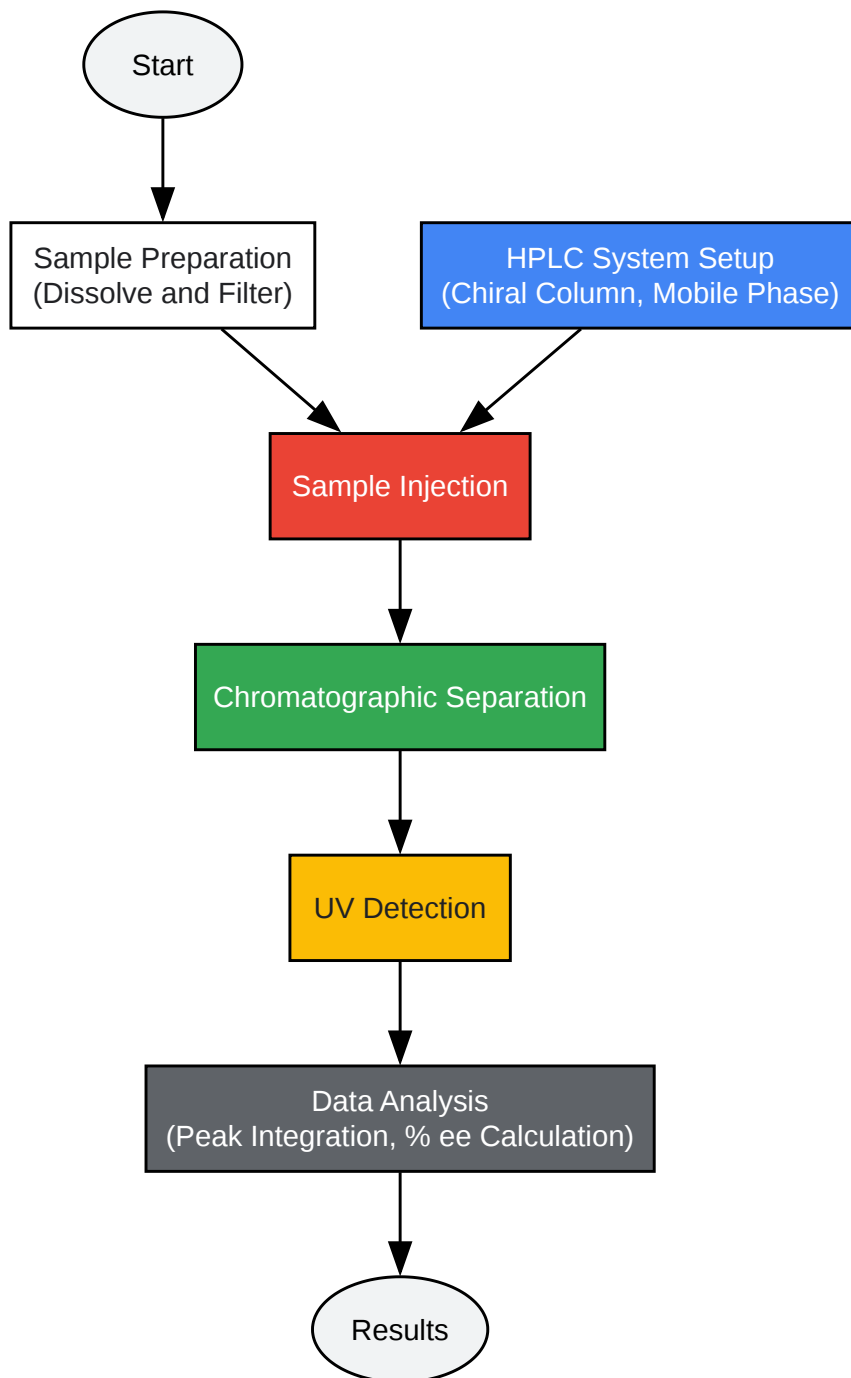 Start
Sample Preparation
(Dissolve and Filter)
HPLC System Setup
(Chiral Column, Mobile Phase)
Sample Injection
Chromatographic Separation
UV Detection
Data Analysis
(Peak Integration, % ee Calculation)
Results